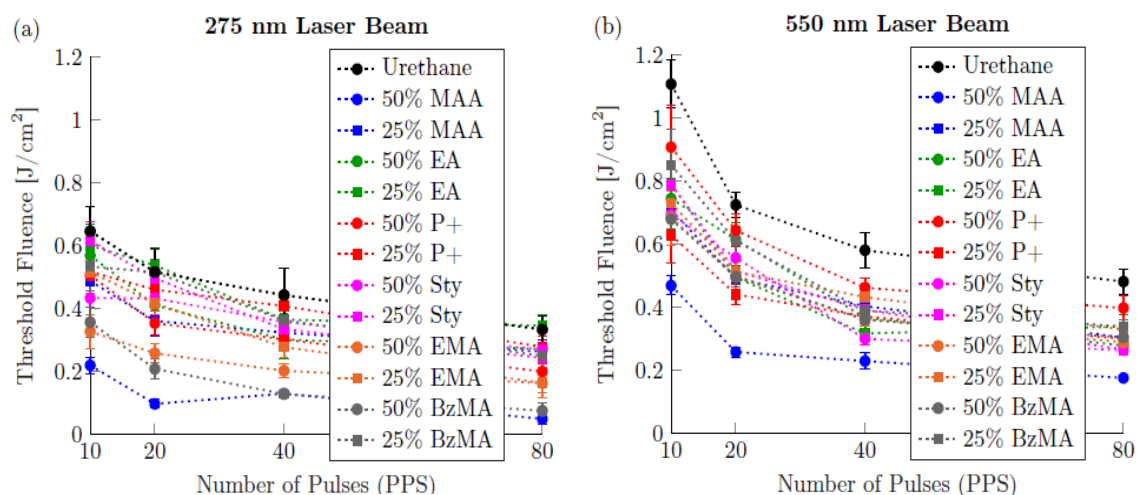 (a)
275 nm Laser Beam
1.2
1
0.8
0.6
0.4
0.2
0
Threshold Fluence [J/cm²]
10
20
40
80
Number of Pulses (PPS)
Urethane
50% MAA
25% MAA
50% EA
25% EA
50% P+
25% P+
50% Sty
25% Sty
50% EMA
25% EMA
50% BzMA
25% BzMA
(b)
550 nm Laser Beam
1.2
1
0.8
0.6
0.4
0.2
0
Threshold Fluence [J/cm²]
10
20
40
80
Number of Pulses (PPS)
Urethane
50% MAA
25% MAA
50% EA
25% EA
50% P+
25% P+
50% Sty
25% Sty
50% EMA
25% EMA
50% BzMA
25% BzMA